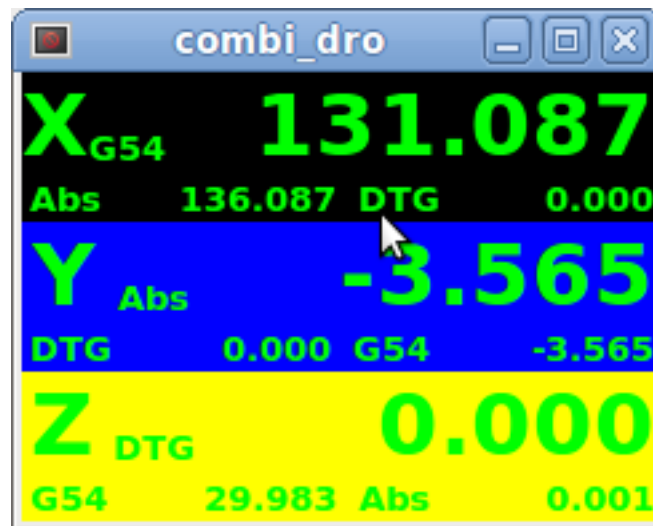 combi_dro
X G54 131.087
Abs 136.087 DTG 0.000
Y Abs -3.565
DTG 0.000 G54 -3.565
Z DTG 0.000
G54 29.983 Abs 0.001